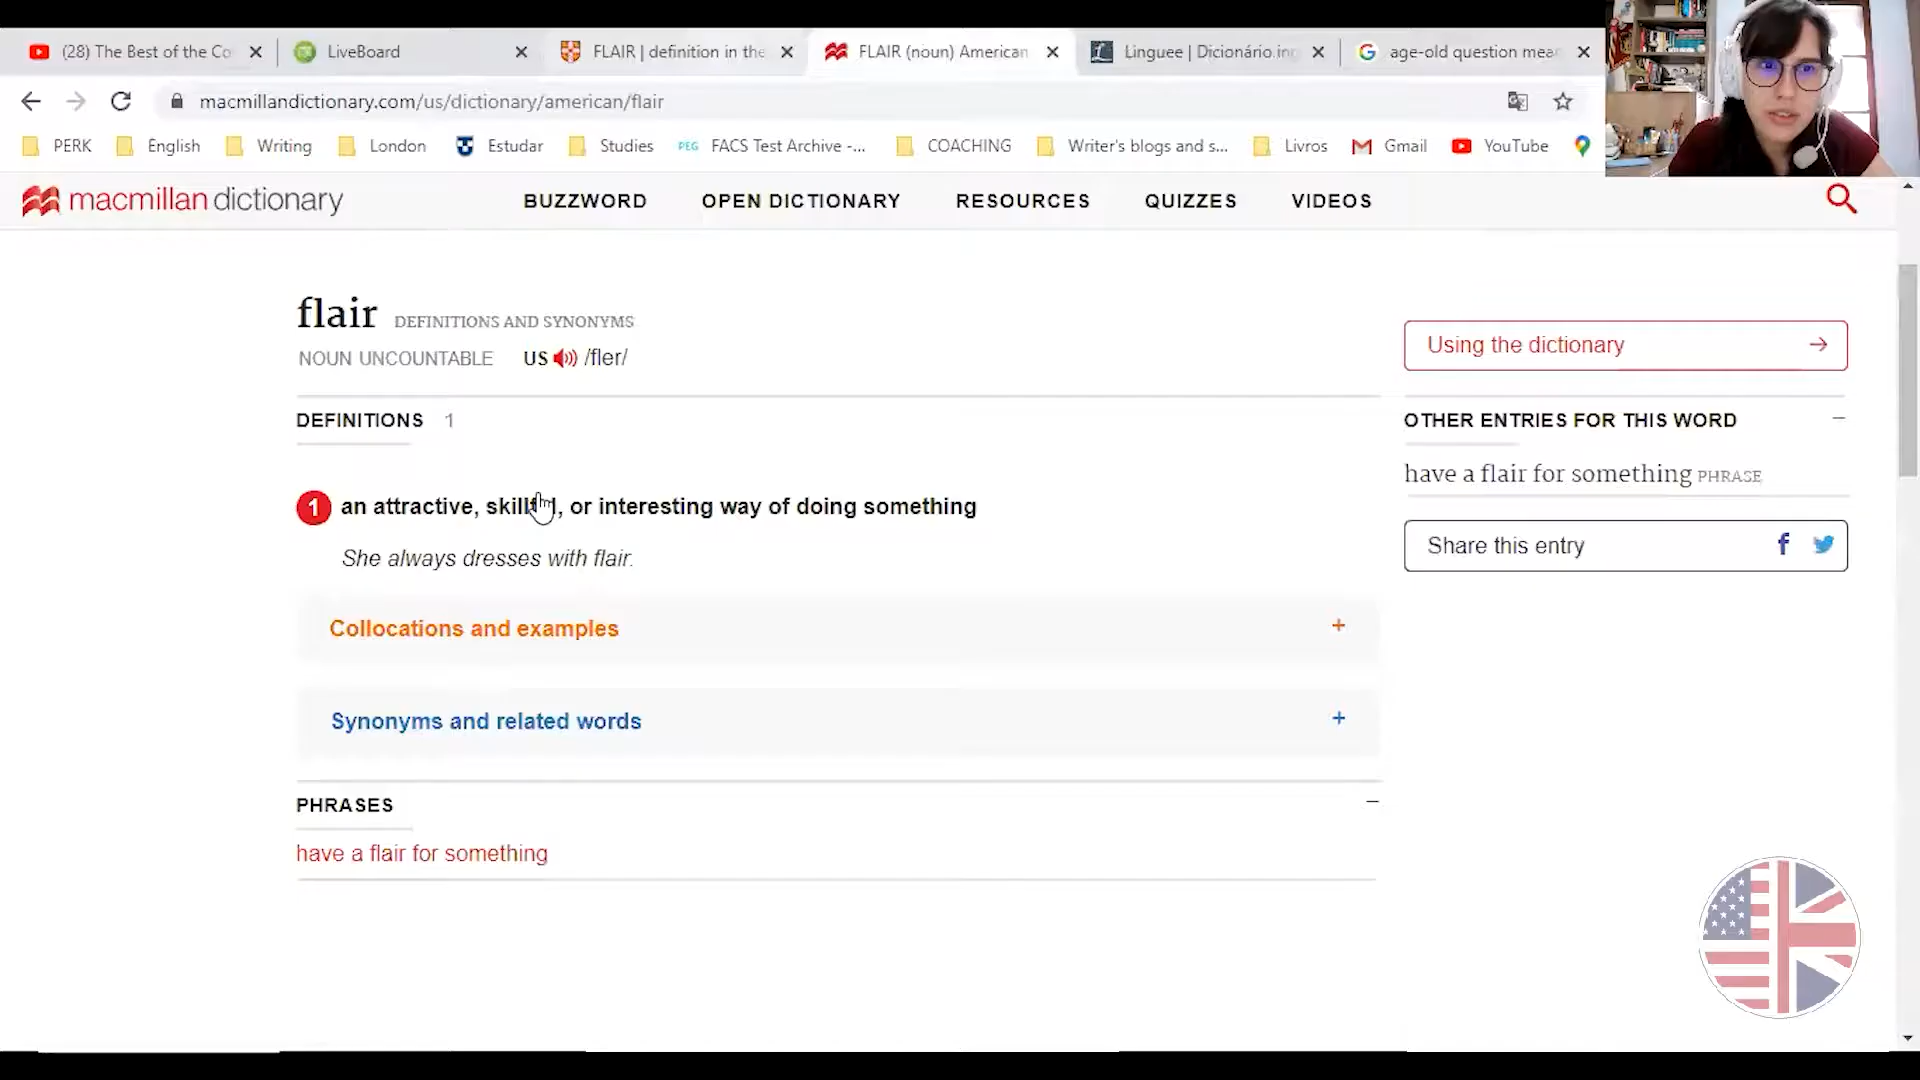 (28) The Best of the Co
LiveBoard
FLAIR | definition in the
FLAIR (noun) American
Linguee | Dicionário ing
age-old question mea
macmillandictionary.com/us/dictionary/american/flair
PERK
English
Writing
London
Estudar
Studies
PEG FACS Test Archive -...
COACHING
Writer's blogs and s...
Livros
Gmail
YouTube
macmillan dictionary
BUZZWORD
OPEN DICTIONARY
RESOURCES
QUIZZES
VIDEOS
flair DEFINITIONS AND SYNONYMS
NOUN UNCOUNTABLE US /fler/
DEFINITIONS 1
1 an attractive, skillful, or interesting way of doing something
She always dresses with flair.
Collocations and examples +
Synonyms and related words +
PHRASES
have a flair for something
Using the dictionary
OTHER ENTRIES FOR THIS WORD
have a flair for something PHRASE
Share this entry